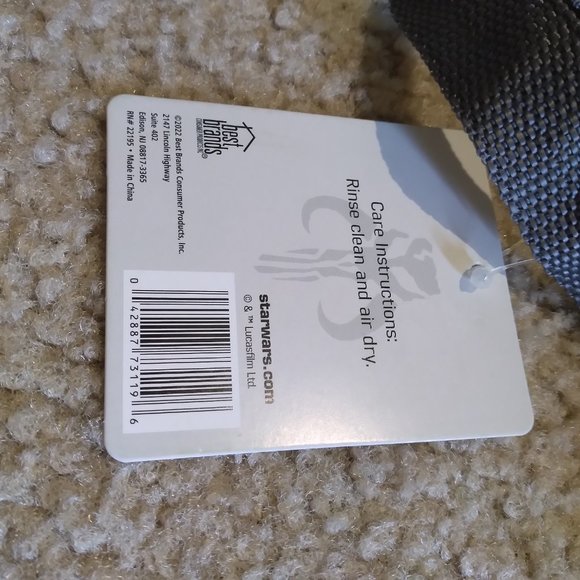 Care Instructions:
Rinse clean and air dry.
starwars.com
© & ™ Lucasfilm Ltd.
best
brands
CONSUMER PRODUCTS INC.
®
©2022 Best Brands Consumer Products, Inc.
2147 Lincoln Highway
Suite 402
Edison, NJ 08817-3365
RN# 22195 • Made in China
0 42887 73119 6